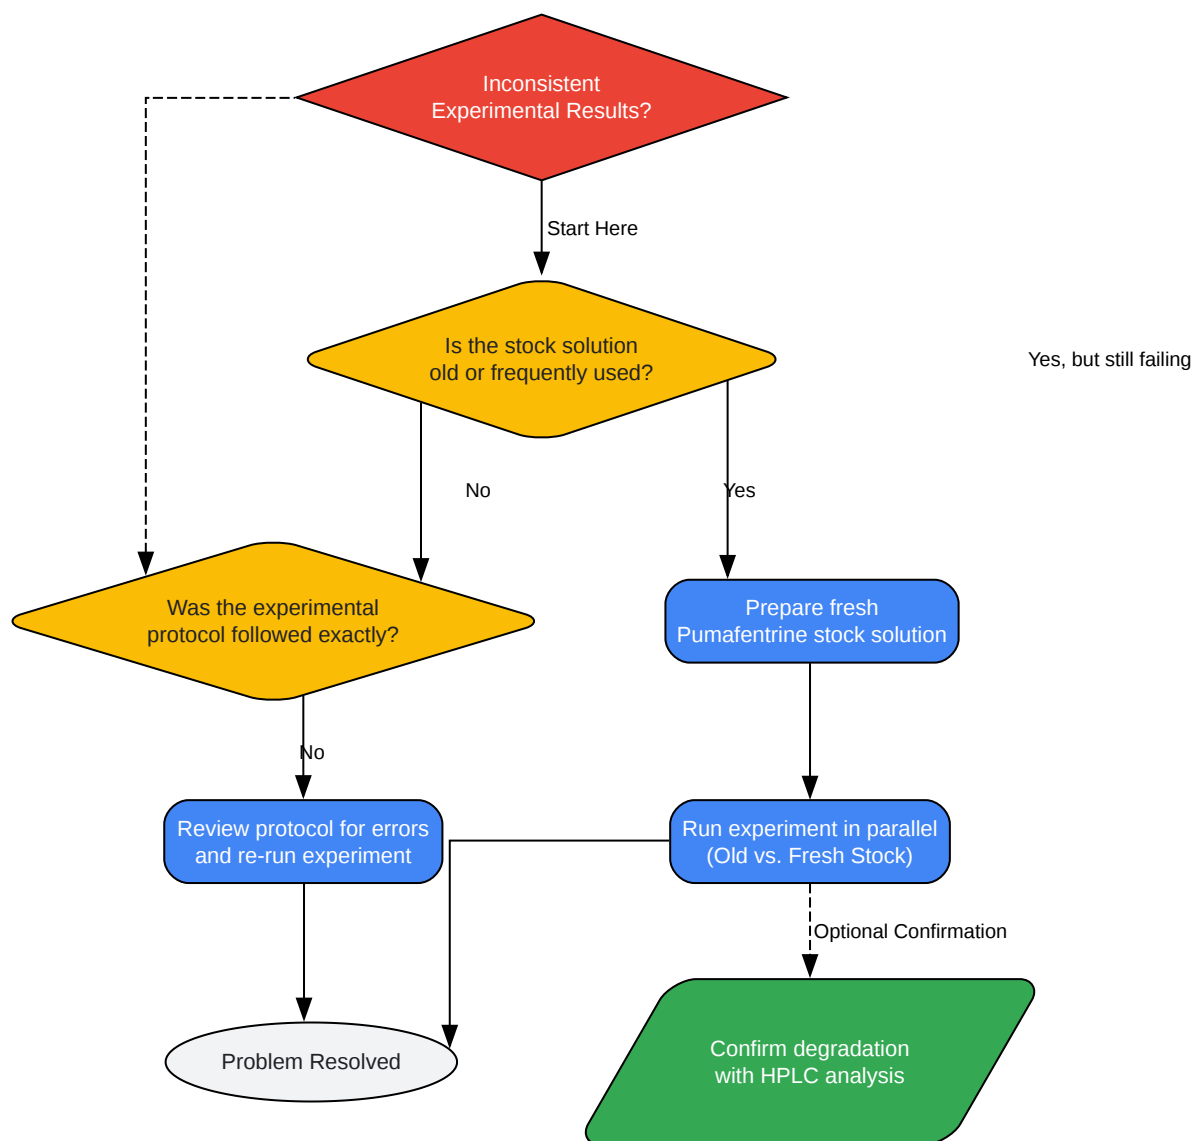 Inconsistent
Experimental Results?
Start Here
Is the stock solution
old or frequently used?
Yes, but still failing
No
Yes
Was the experimental
protocol followed exactly?
Prepare fresh
Pumafentrine stock solution
No
Review protocol for errors
and re-run experiment
Run experiment in parallel
(Old vs. Fresh Stock)
Optional Confirmation
Problem Resolved
Confirm degradation
with HPLC analysis